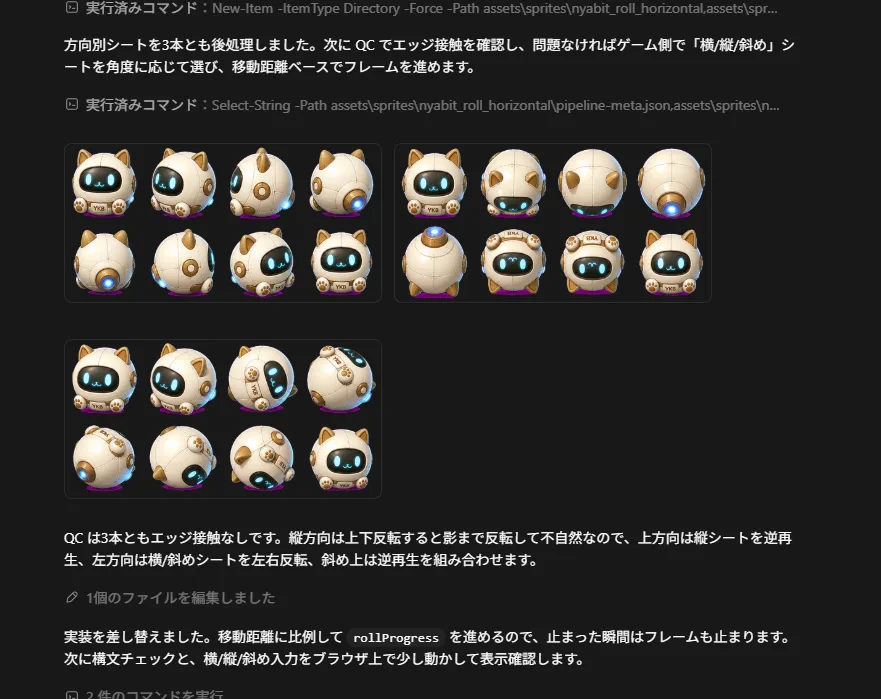 実行済みコマンド：New-Item -ItemType Directory -Force -Path assets\sprites\nyabit_roll_horizontal,assets\spr...
方向別シートを3本とも後処理しました。次に QC でエッジ接触を確認し、問題なければゲーム側で「横/縦/斜め」シ
ートを角度に応じて選び、移動距離ベースでフレームを進めます。
実行済みコマンド：Select-String -Path assets\sprites\nyabit_roll_horizontal\pipeline-meta.json,assets\sprites\n...
YKB
YKB
YKB
YKB
YKB
YKB
QC は3本ともエッジ接触なしです。縦方向は上下反転すると影まで反転して不自然なので、上方向は縦シートを逆再
生、左方向は横/斜めシートを左右反転、斜め上は逆再生を組み合わせます。
1個のファイルを編集しました
実装を差し替えました。移動距離に比例して rollProgress を進めるので、止まった瞬間はフレームも止まります。
次に構文チェックと、横/縦/斜め入力をブラウザ上で少し動かして表示確認します。
2 件のコマンドを実行